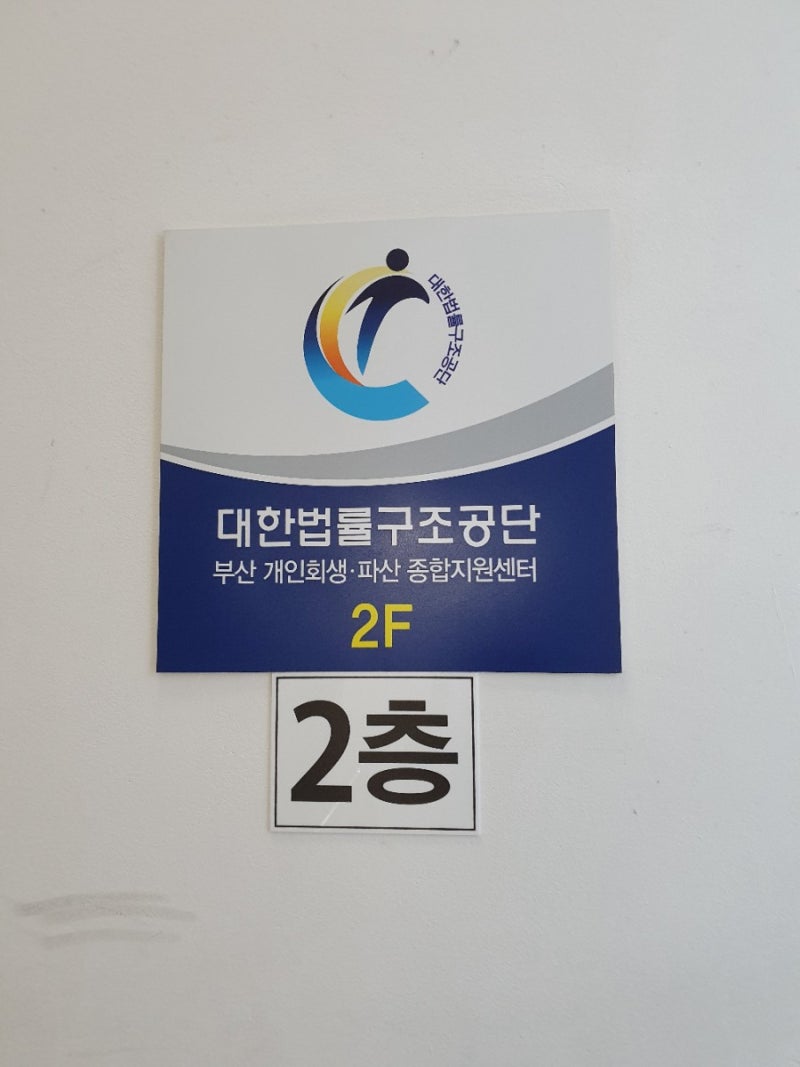 대한법률구조공단
대한법률구조공단
부산 개인회생·파산 종합지원센터
2F
2층